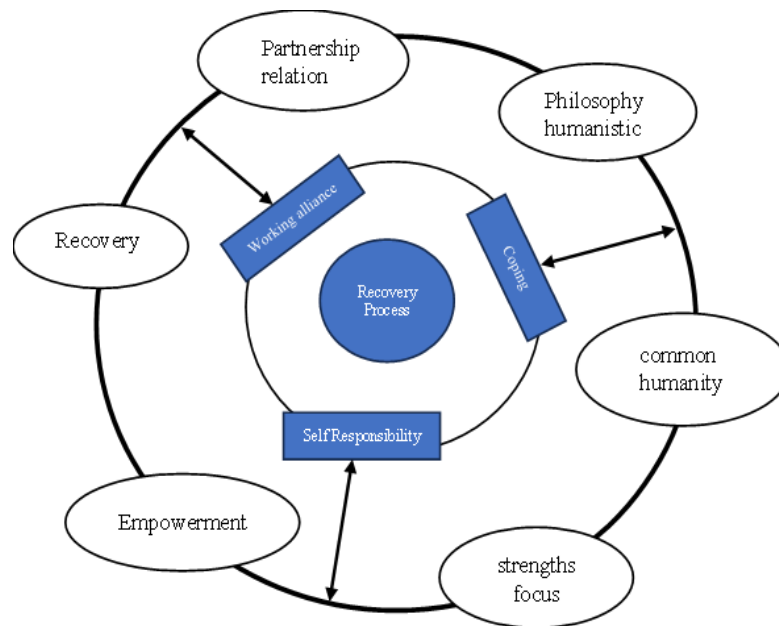 Partnership
relation
Philosophy
humanistic
Working alliance
Coping
Recovery
Recovery
Process
common
humanity
Self Responsibility
Empowerment
strengths
focus